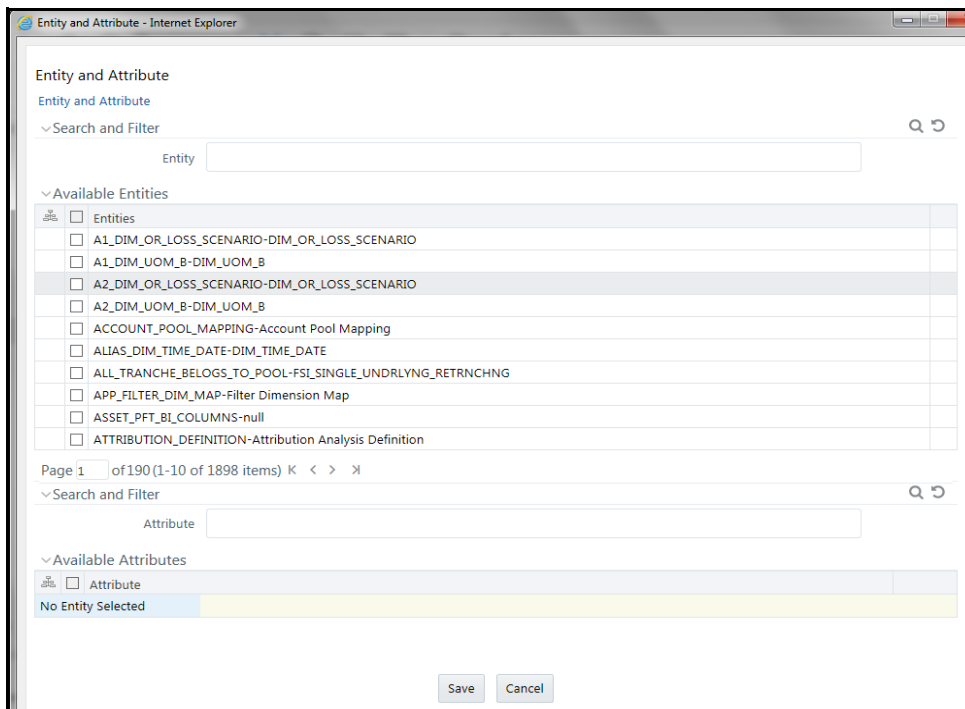 Entity and Attribute - Internet Explorer
Entity and Attribute
Entity and Attribute
Search and Filter
Entity
Available Entities
Entities
A1_DIM_OR_LOSS_SCENARIO-DIM_OR_LOSS_SCENARIO
A1_DIM_UOM_B-DIM_UOM_B
A2_DIM_OR_LOSS_SCENARIO-DIM_OR_LOSS_SCENARIO
A2_DIM_UOM_B-DIM_UOM_B
ACCOUNT_POOL_MAPPING-Account Pool Mapping
ALIAS_DIM_TIME_DATE-DIM_TIME_DATE
ALL_TRANCHE_BELOGS_TO_POOL-FSI_SINGLE_UNDRLYNG_RETRNCHNG
APP_FILTER_DIM_MAP-Filter Dimension Map
ASSET_PFT_BI_COLUMNS-null
ATTRIBUTION_DEFINITION-Attribution Analysis Definition
Page 1 of 190 (1-10 of 1898 items)
Search and Filter
Attribute
Available Attributes
Attribute
No Entity Selected
Save Cancel